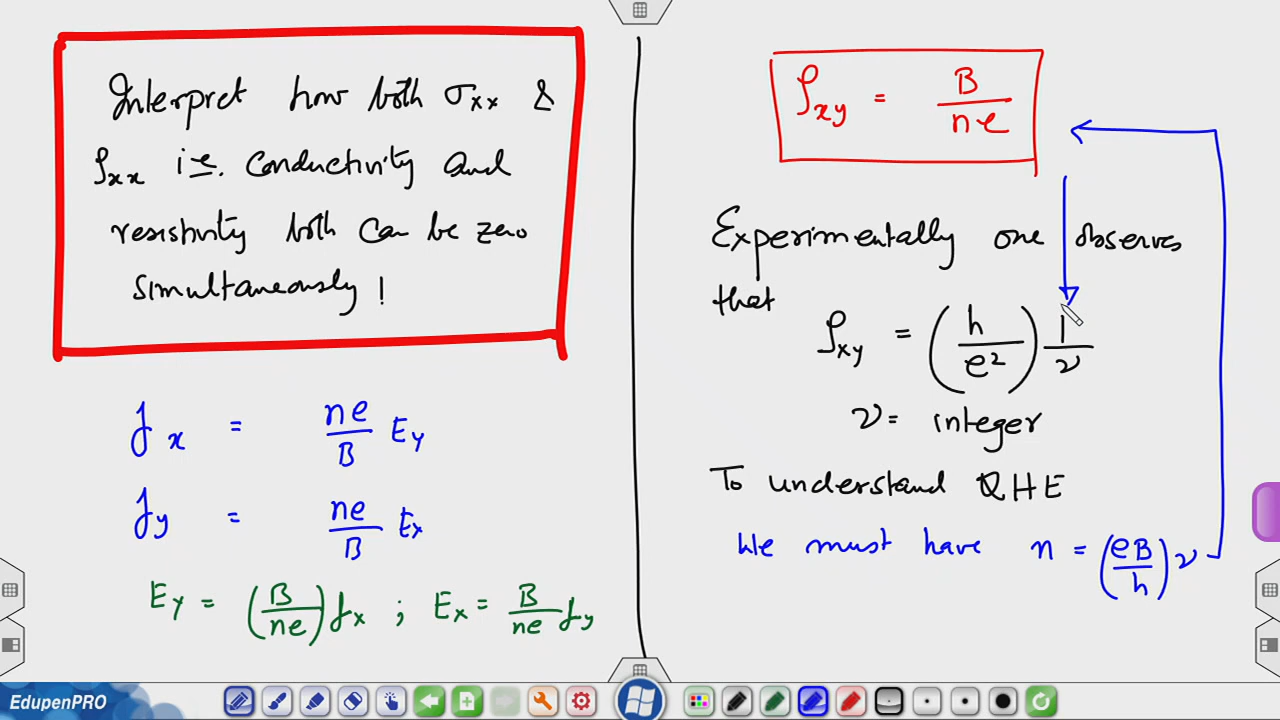 Interpret how both σxx &
ρxx i.e. conductivity and
resistivity both can be zero
simultaneously !
Jx = ne/B Ey
Jy = ne/B Ex
Ey = (B/ne) Jx ; Ex = B/ne Jy
ρxy = B/ne
Experimentally one observes
that
ρxy = (h/e²) 1/ν
ν = integer
To understand QHE
We must have n = (eB/h) ν
EdupenPRO